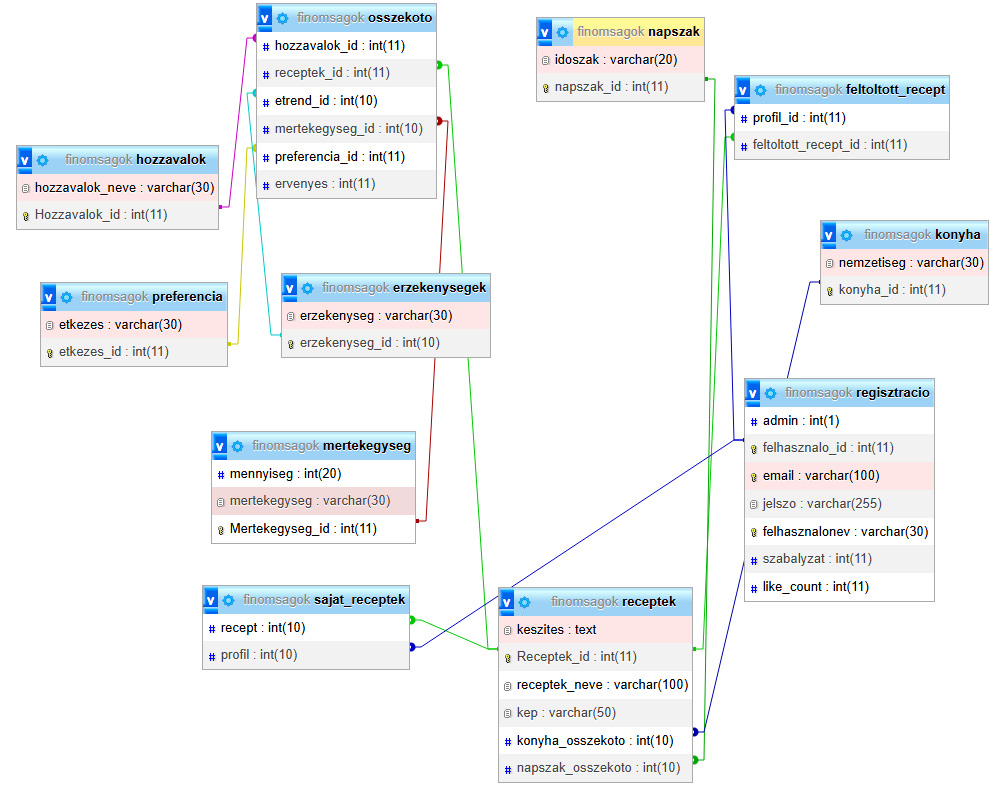 v finomsagok osszekoto
# hozzavalok_id : int(11)
# receptek_id : int(11)
# etrend_id : int(10)
# mertekegyseg_id : int(10)
# preferencia_id : int(11)
# ervenyes : int(11)
v finomsagok napszak
idoszak : varchar(20)
napszak_id : int(11)
v finomsagok feltoltott_recept
# profil_id : int(11)
# feltoltott_recept_id : int(11)
v finomsagok hozzavalok
hozzavalok_neve : varchar(30)
Hozzavalok_id : int(11)
v finomsagok konyha
nemzetiseg : varchar(30)
konyha_id : int(11)
v finomsagok preferencia
etkezes : varchar(30)
etkezes_id : int(11)
v finomsagok erzekenysegek
erzekenyseg : varchar(30)
erzekenyseg_id : int(10)
v finomsagok regisztracio
# admin : int(1)
felhasznalo_id : int(11)
email : varchar(100)
jelszo : varchar(255)
felhasznalonev : varchar(30)
# szabalyzat : int(11)
# like_count : int(11)
v finomsagok mertekegyseg
# mennyiseg : int(20)
mertekegyseg : varchar(30)
Mertekegyseg_id : int(11)
v finomsagok sajat_receptek
# recept : int(10)
# profil : int(10)
v finomsagok receptek
keszites : text
Receptek_id : int(11)
receptek_neve : varchar(100)
kep : varchar(50)
# konyha_osszekoto : int(10)
# napszak_osszekoto : int(10)